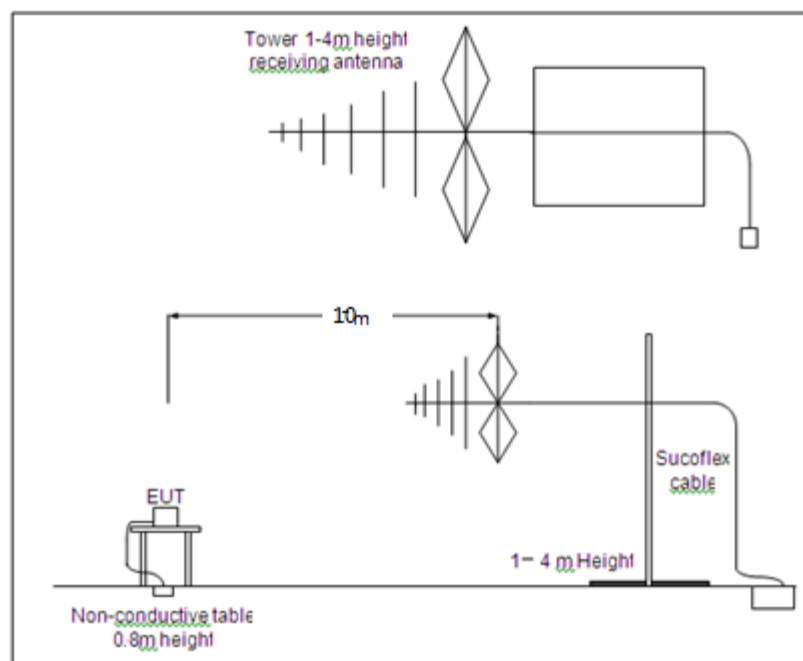 Tower 1-4m height
receiving antenna
10m
Sucoflex
cable
EUT
1– 4 m Height
Non-conductive table
0.8m height